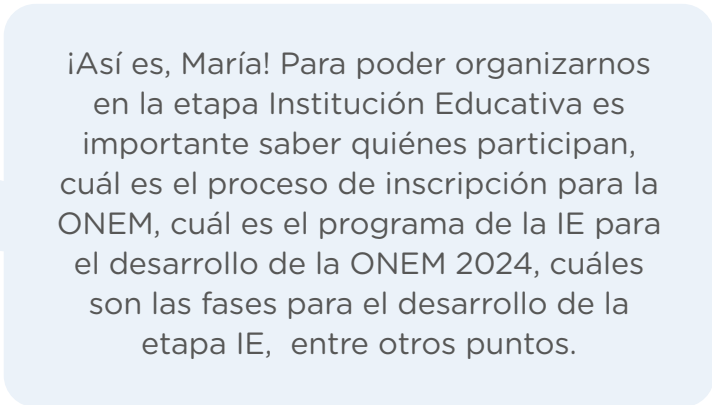 ¡Así es, María! Para poder organizarnos
en la etapa Institución Educativa es
importante saber quiénes participan,
cuál es el proceso de inscripción para la
ONEM, cuál es el programa de la IE para
el desarrollo de la ONEM 2024, cuáles
son las fases para el desarrollo de la
etapa IE,  entre otros puntos.